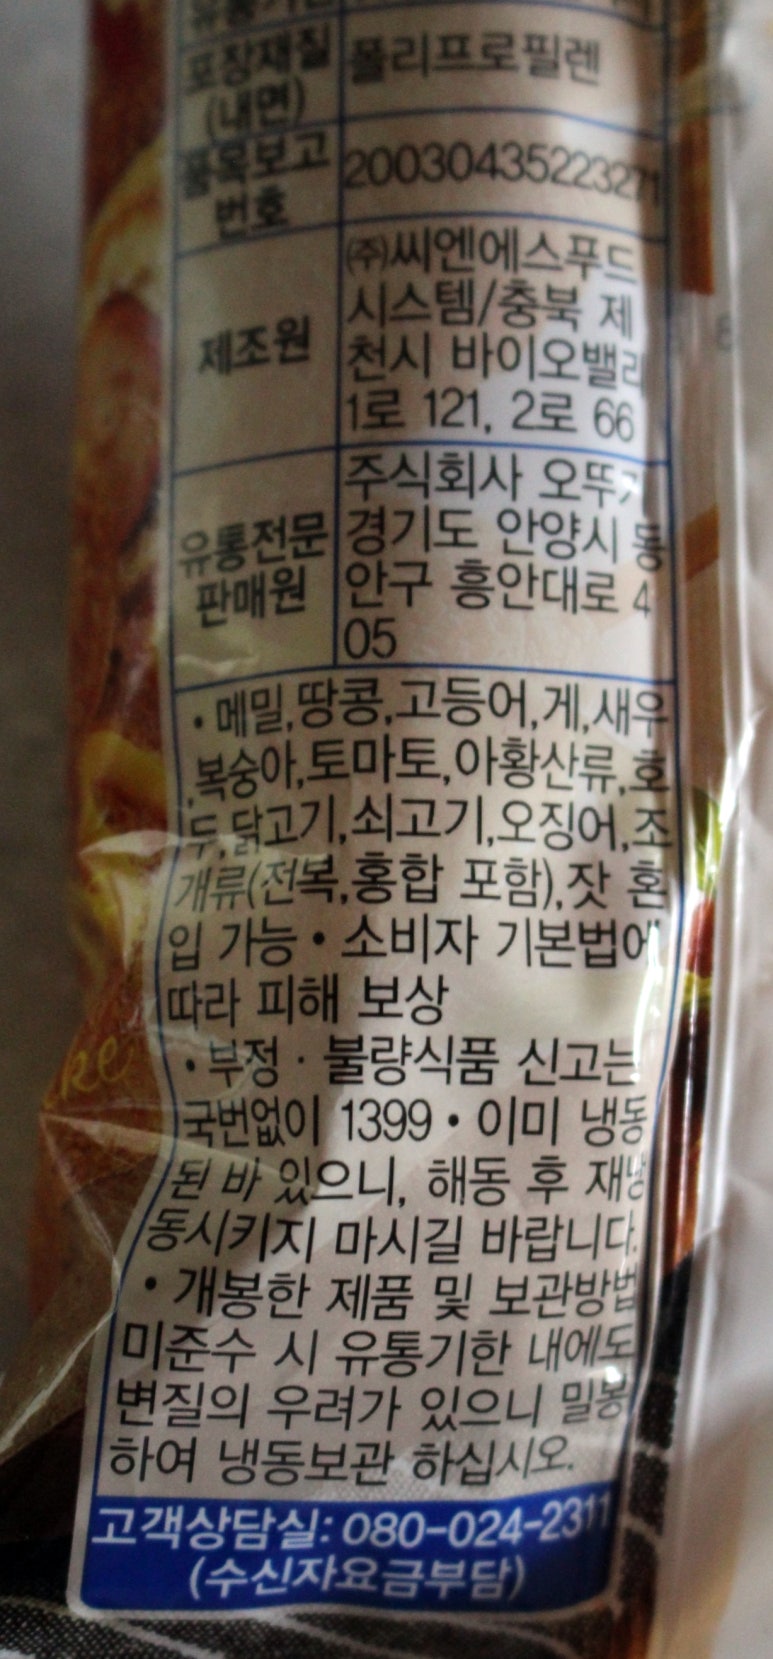 포장재질 폴리프로필렌
(내면)
품목보고 20030435223271
번호
제조원
㈜씨엔에스푸드
시스템/충북 제
천시 바이오밸리
1로 121, 2로 66
유통전문
판매원
주식회사 오뚜기
경기도 안양시 동
안구 흥안대로 4
05
• 메밀,땅콩,고등어,게,새우
,복숭아,토마토,아황산류,호
두,닭고기,쇠고기,오징어,조
개류(전복,홍합 포함),잣 혼
입 가능 • 소비자 기본법에
따라 피해 보상
• 부정 · 불량식품 신고는
국번없이 1399 • 이미 냉동
된 바 있으니, 해동 후 재냉
동시키지 마시길 바랍니다.
• 개봉한 제품 및 보관방법
미준수 시 유통기한 내에도
변질의 우려가 있으니 밀봉
하여 냉동보관 하십시오.
고객상담실: 080-024-2311
(수신자요금부담)